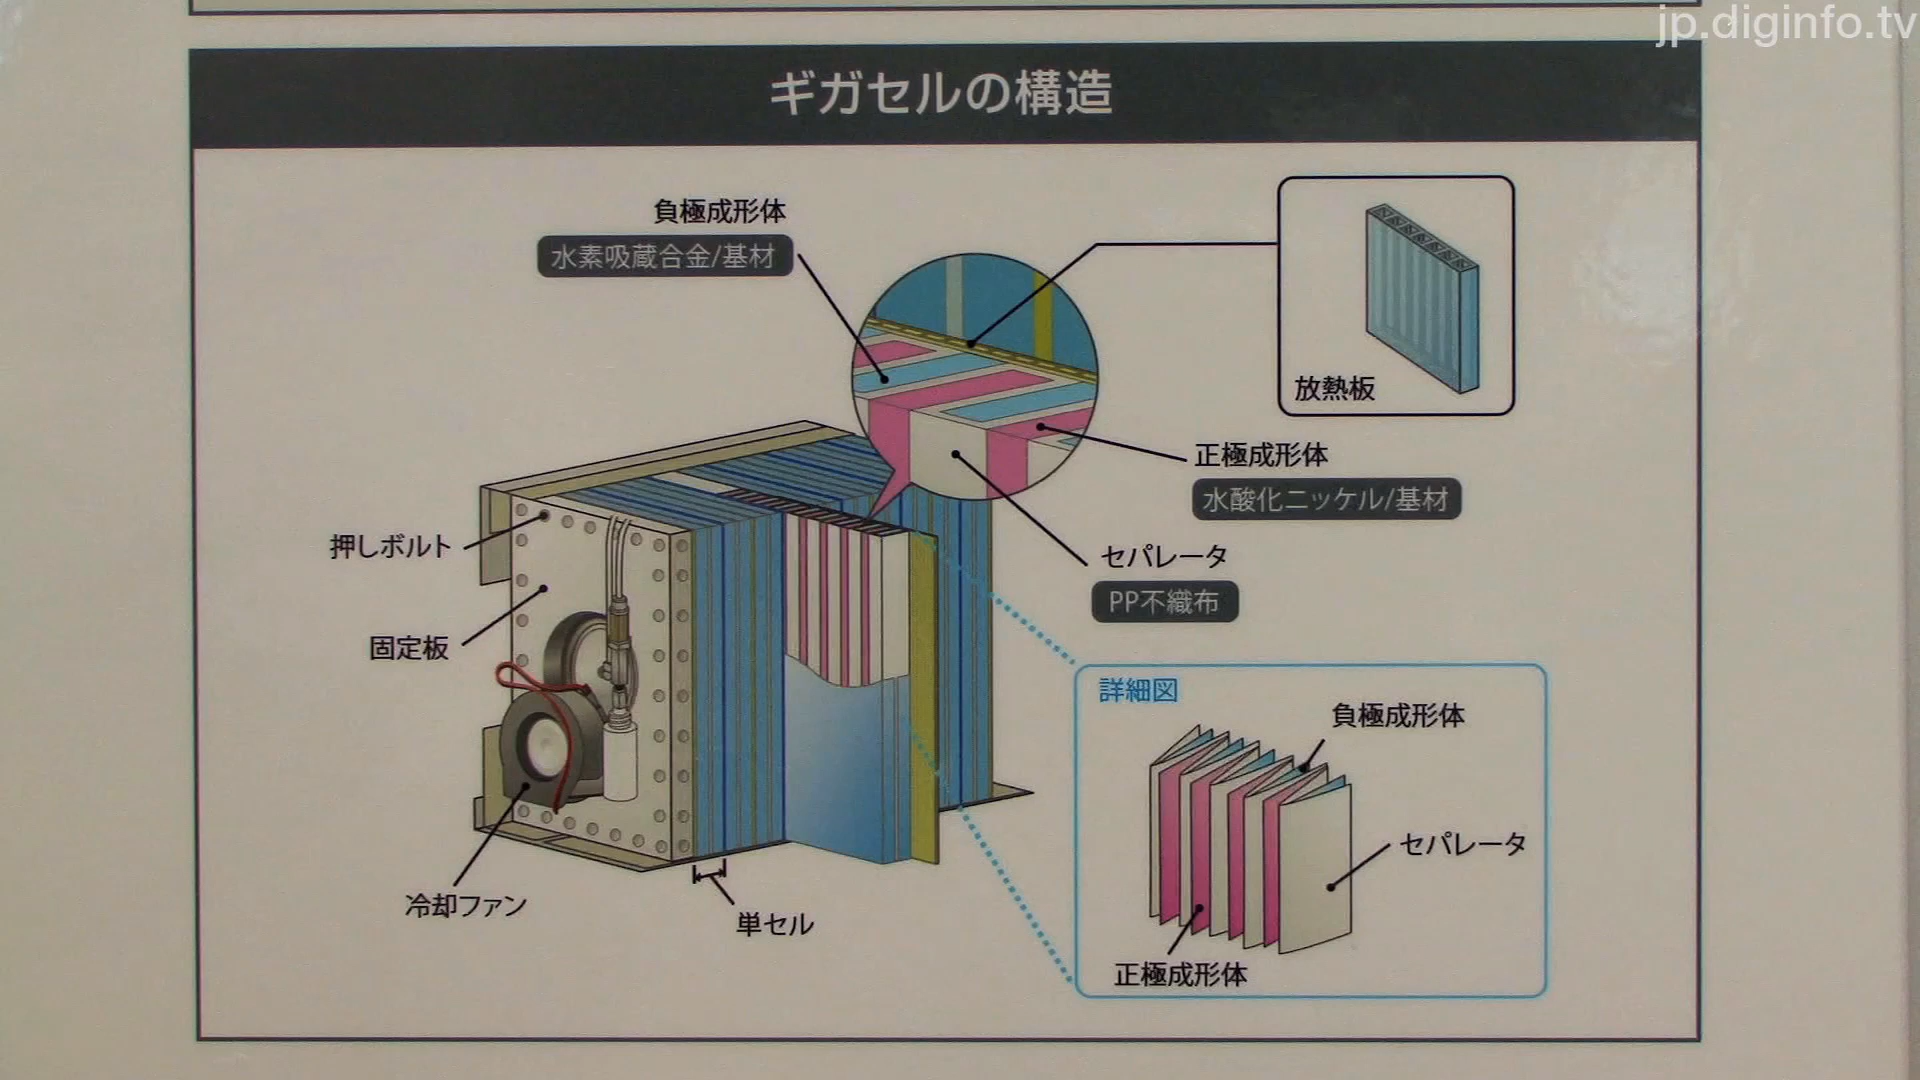 jp.diginfo.tv
ギガセルの構造
負極成形体
水素吸蔵合金/基材
放熱板
正極成形体
水酸化ニッケル/基材
セパレータ
PP不織布
押しボルト
固定板
冷却ファン
単セル
詳細図
負極成形体
セパレータ
正極成形体